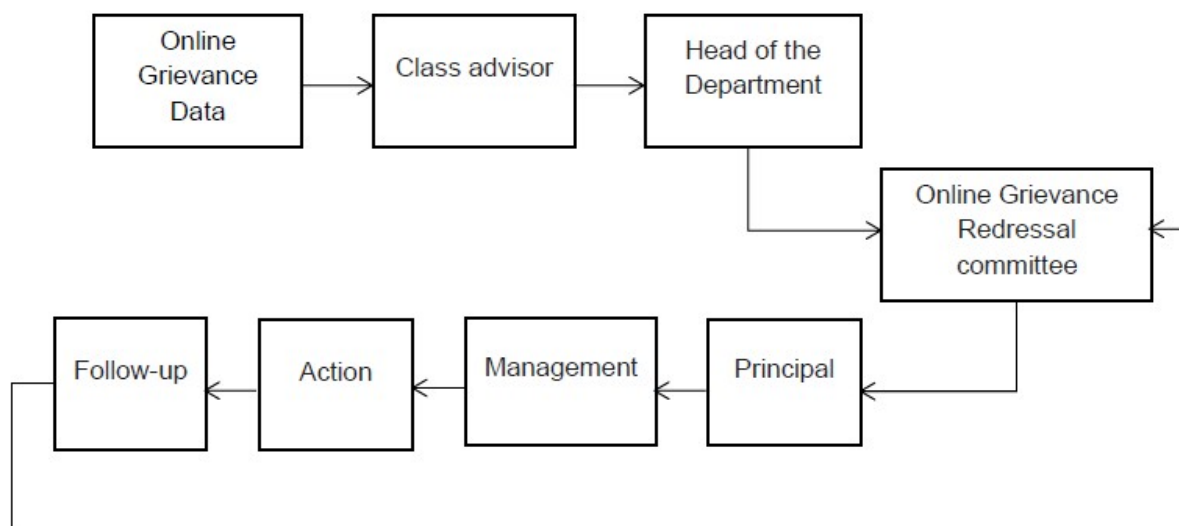 Online
Grievance
Data
Class advisor
Head of the
Department
Online Grievance
Redressal
committee
Follow-up
Action
Management
Principal